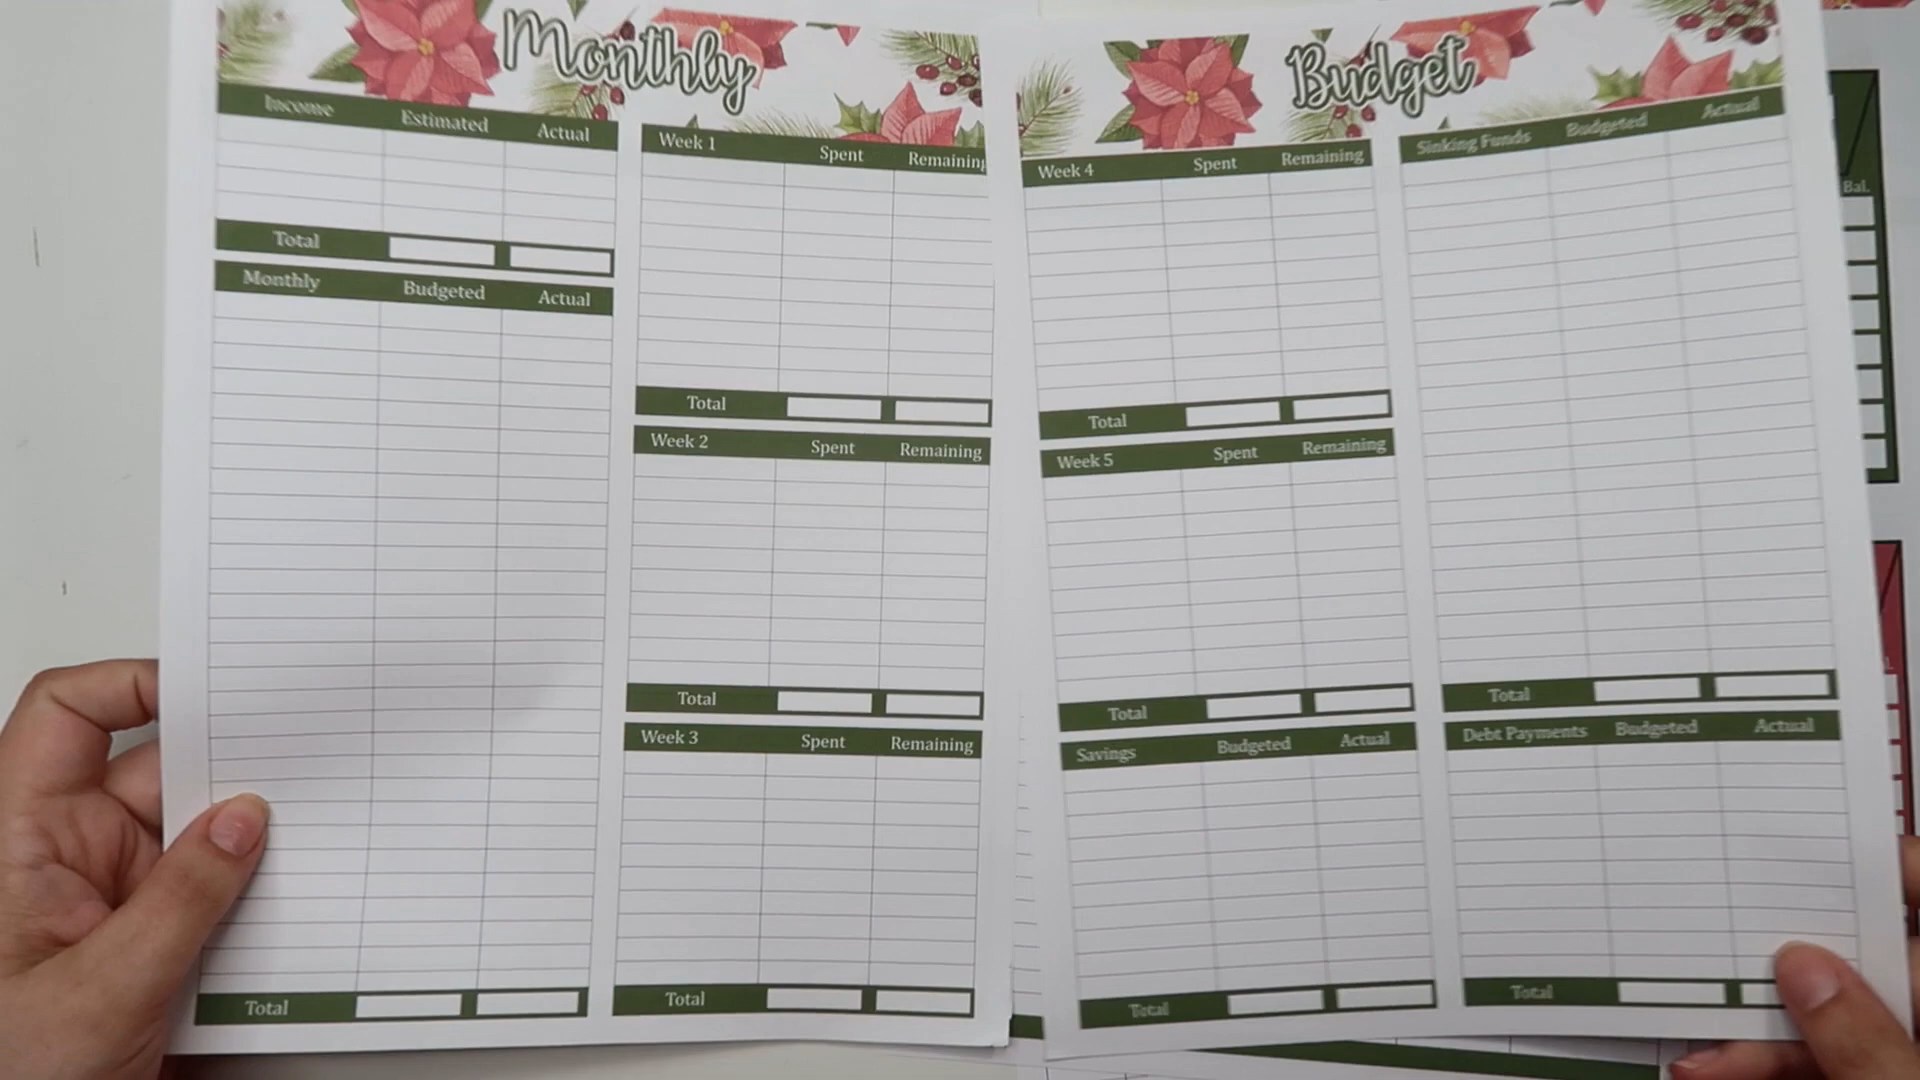 Monthly
Income Estimated Actual
Total
Monthly Budgeted Actual
Total
Week 1 Spent Remaining
Total
Week 2 Spent Remaining
Total
Week 3 Spent Remaining
Total
Budget
Week 4 Spent Remaining
Total
Week 5 Spent Remaining
Total
Savings Budgeted Actual
Total
Sinking Funds Budgeted Actual
Total
Debt Payments Budgeted Actual
Total
Bal.